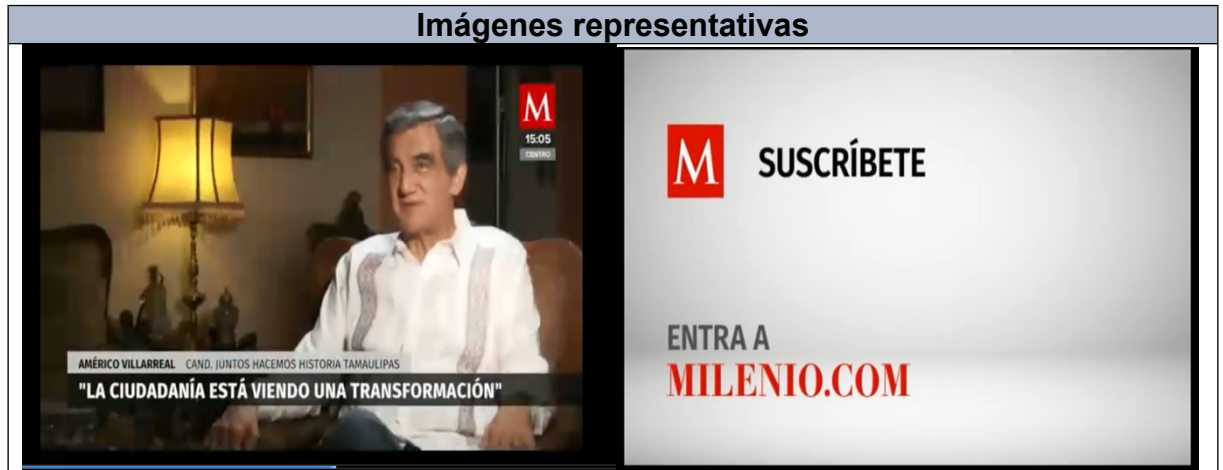 Imágenes representativas
M
15:05
CENTRO
AMÉRICO VILLARREAL CAND. JUNTOS HACEMOS HISTORIA TAMAULIPAS
"LA CIUDADANÍA ESTÁ VIENDO UNA TRANSFORMACIÓN"
M SUSCRÍBETE
ENTRA A
MILENIO.COM